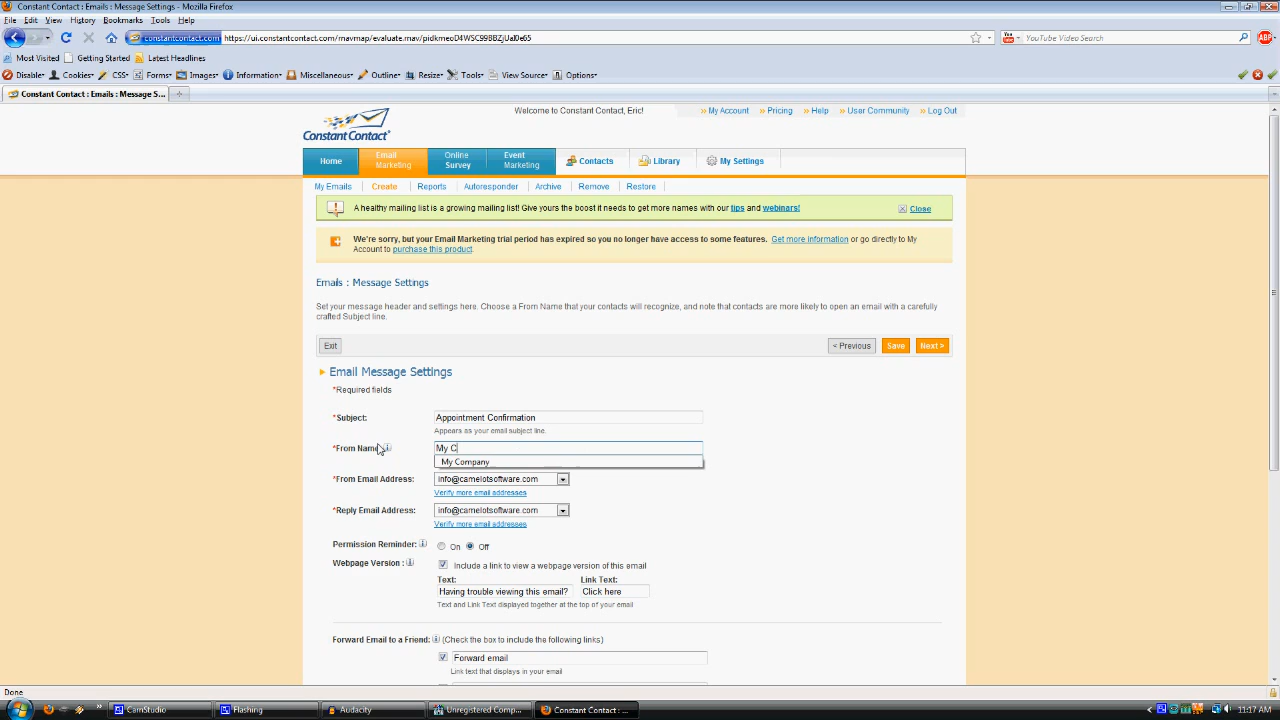 Constant Contact : Emails : Message Settings - Mozilla Firefox
File Edit View History Bookmarks Tools Help
constantcontact.com https://ui.constantcontact.com/mavmap/evaluate.mav/pidkmeoD4WSC99BBZjUal0e65
You Tube Video Search
ABP
Most Visited Getting Started Latest Headlines
Disable Cookies CSS Forms Images Information Miscellaneous Outline Resize Tools View Source Options
Constant Contact : Emails : Message S...
Welcome to Constant Contact, Eric! My Account Pricing Help User Community Log Out
Constant Contact
Home Email Marketing Online Survey Event Marketing Contacts Library My Settings
My Emails Create Reports Autoresponder Archive Remove Restore
A healthy mailing list is a growing mailing list! Give yours the boost it needs to get more names with our tips and webinars! Close
We're sorry, but your Email Marketing trial period has expired so you no longer have access to some features. Get more information or go directly to My
Account to purchase this product.
Emails : Message Settings
Set your message header and settings here. Choose a From Name that your contacts will recognize, and note that contacts are more likely to open an email with a carefully
crafted Subject line.
Exit < Previous Save Next >
Email Message Settings
*Required fields
*Subject: Appointment Confirmation
Appears as your email subject line.
*From Name My C
My Company
*From Email Address: info@camelotsoftware.com
Verify more email addresses
*Reply Email Address: info@camelotsoftware.com
Verify more email addresses
Permission Reminder: On Off
Webpage Version : Include a link to view a webpage version of this email
Text: Link Text:
Having trouble viewing this email? Click here
Text and Link Text displayed together at the top of your email
Forward Email to a Friend: (Check the box to include the following links)
Forward email
Link text that displays in your email
Done
CamStudio Flashing Audacity Unregistered Comp... Constant Contact : ... 11:17 AM